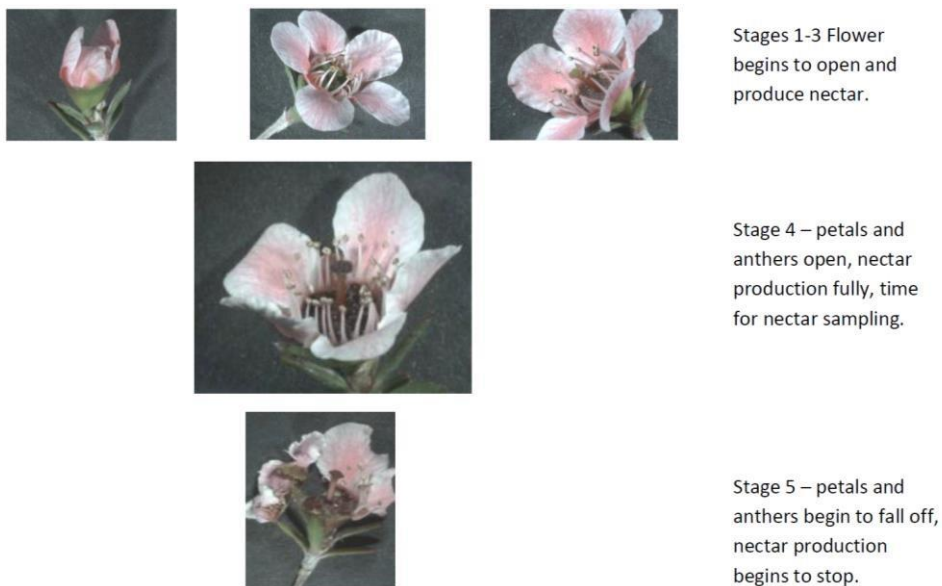 Stages 1-3 Flower
begins to open and
produce nectar.
Stage 4 – petals and
anthers open, nectar
production fully, time
for nectar sampling.
Stage 5 – petals and
anthers begin to fall off,
nectar production
begins to stop.